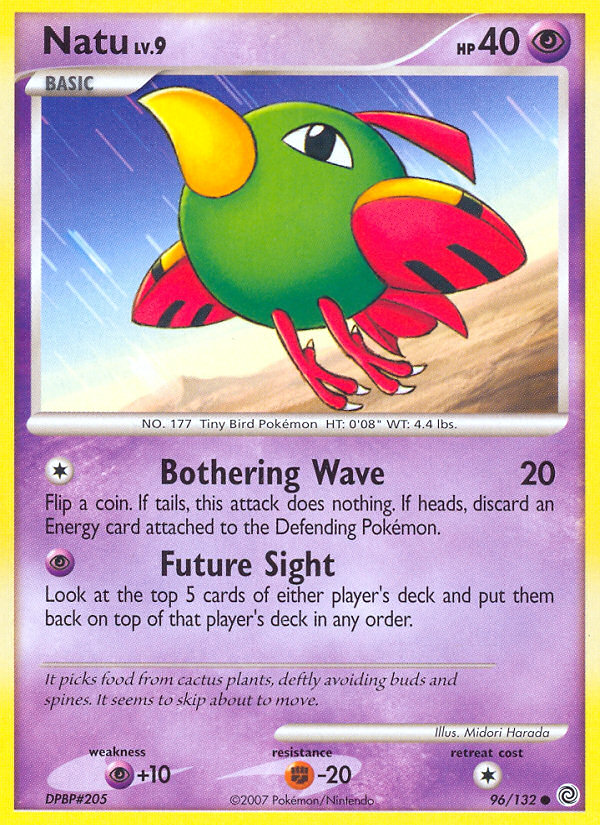 Natu LV.9 HP 40
BASIC
NO. 177 Tiny Bird Pokémon HT: 0'08" WT: 4.4 lbs.
Bothering Wave 20
Flip a coin. If tails, this attack does nothing. If heads, discard an
Energy card attached to the Defending Pokémon.
Future Sight
Look at the top 5 cards of either player's deck and put them
back on top of that player's deck in any order.
It picks food from cactus plants, deftly avoiding buds and
spines. It seems to skip about to move.
Illus. Midori Harada
weakness resistance retreat cost
+10 -20
DPBP#205 ©2007 Pokémon/Nintendo 96/132